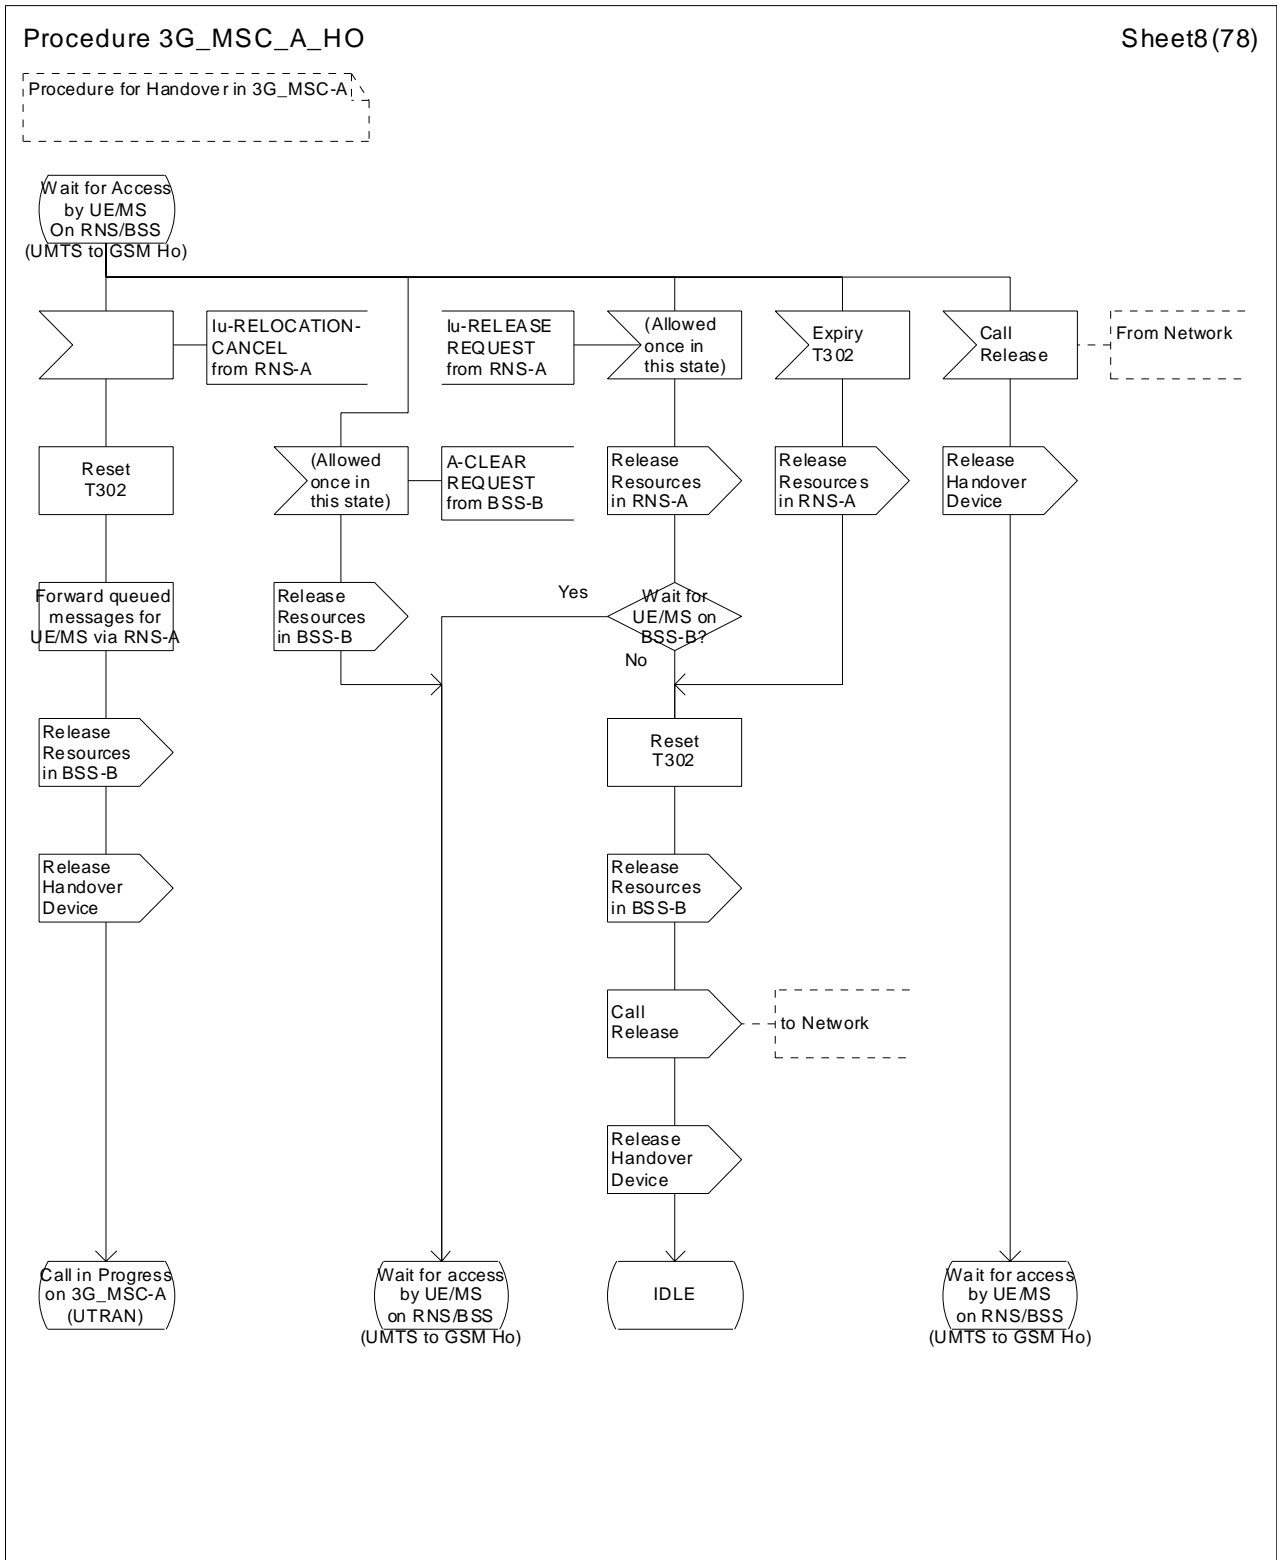 Procedure 3G_MSC_A_HO
Sheet8(78)
Procedure for Handover in 3G_MSC-A
Wait for Access
by UE/MS
On RNS/BSS
(UMTS to GSM Ho)
Iu-RELOCATION-
CANCEL
from RNS-A
Iu-RELEASE
REQUEST
from RNS-A
(Allowed
once in
this state)
Expiry
T302
Call
Release
From Network
Reset
T302
(Allowed
once in
this state)
A-CLEAR
REQUEST
from BSS-B
Release
Resources
in RNS-A
Release
Resources
in RNS-A
Release
Handover
Device
Forward queued
messages for
UE/MS via RNS-A
Release
Resources
in BSS-B
Yes
Wait for
UE/MS on
BSS-B?
No
Release
Resources
in BSS-B
Reset
T302
Release
Handover
Device
Release
Resources
in BSS-B
Call
Release
to Network
Release
Handover
Device
Call in Progress
on 3G_MSC-A
(UTRAN)
Wait for access
by UE/MS
on RNS/BSS
(UMTS to GSM Ho)
IDLE
Wait for access
by UE/MS
on RNS/BSS
(UMTS to GSM Ho)